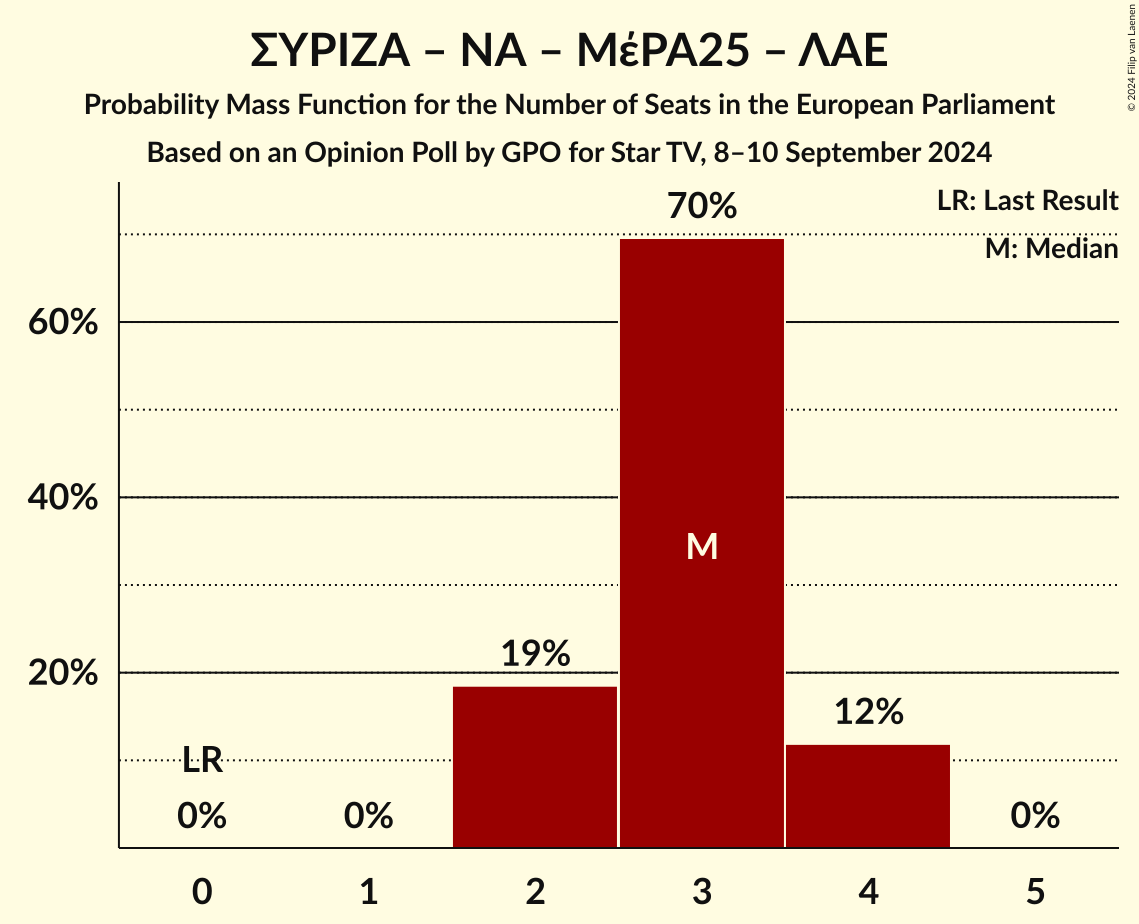 ΣΥΡΙΖΑ – ΝΑ – ΜέΡΑ25 – ΛΑΕ
Probability Mass Function for the Number of Seats in the European Parliament
Based on an Opinion Poll by GPO for Star TV, 8–10 September 2024
© 2024 Filip van Laenen
LR: Last Result
M: Median
70%
60%
40%
M
19%
20%
12%
LR
0%
0%
0%
0 1 2 3 4 5